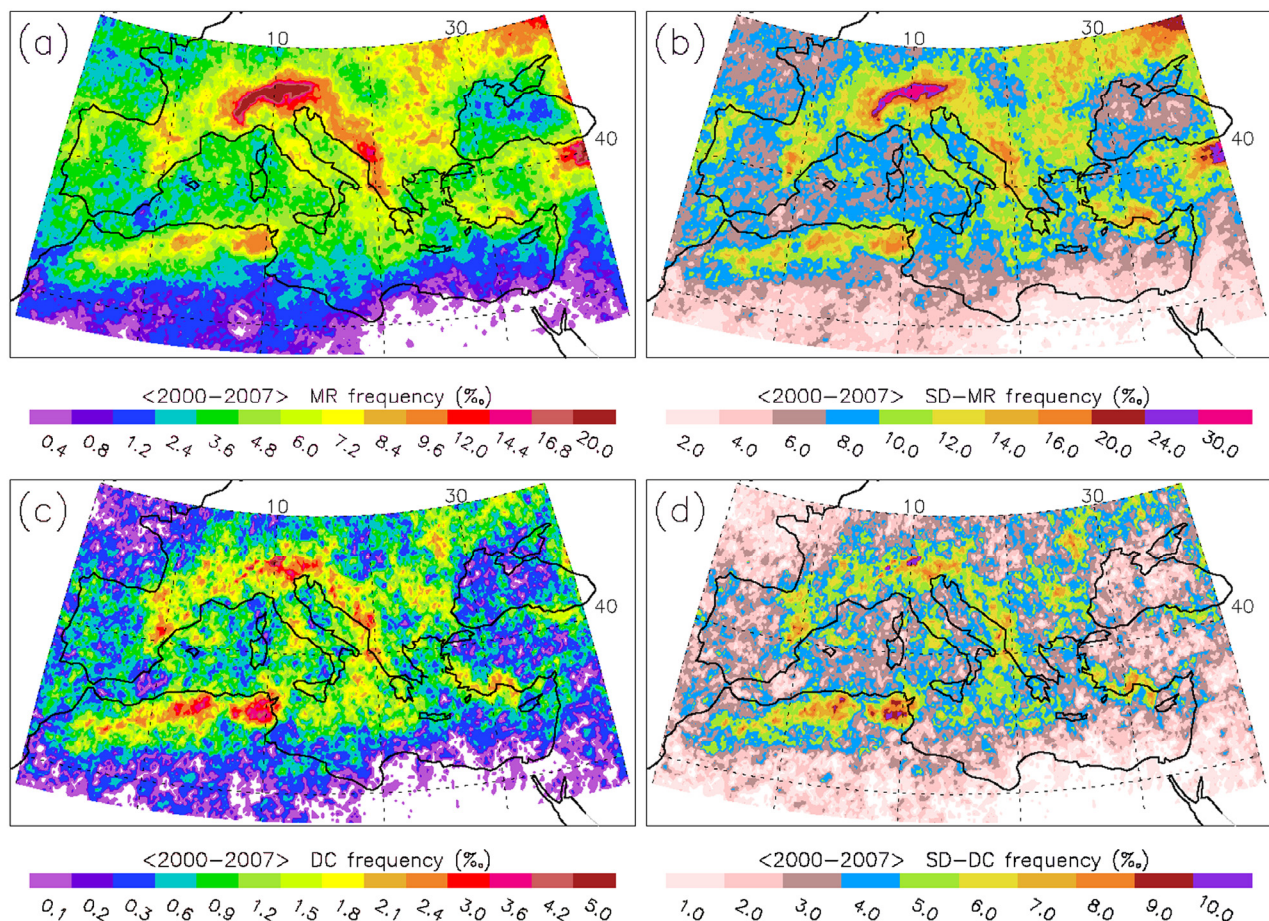 (a) 10 30 40
(b) 10 30 40
<2000-2007> MR frequency (‰)
0.4 0.8 1.2 2.4 3.6 4.8 6.0 7.2 8.4 9.6 12.0 14.4 16.8 20.0
<2000-2007> SD-MR frequency (‰)
2.0 4.0 6.0 8.0 10.0 12.0 14.0 16.0 20.0 24.0 30.0
(c) 10 30 40
(d) 10 30 40
<2000-2007> DC frequency (‰)
0.1 0.2 0.3 0.6 0.9 1.2 1.5 1.8 2.1 2.4 3.0 3.6 4.2 5.0
<2000-2007> SD-DC frequency (‰)
1.0 2.0 3.0 4.0 5.0 6.0 7.0 8.0 9.0 10.0